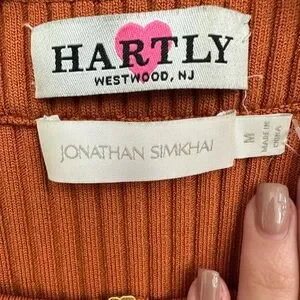 HARTLY
WESTWOOD, NJ
JONATHAN SIMKHAI
M
MADE IN
CHINA